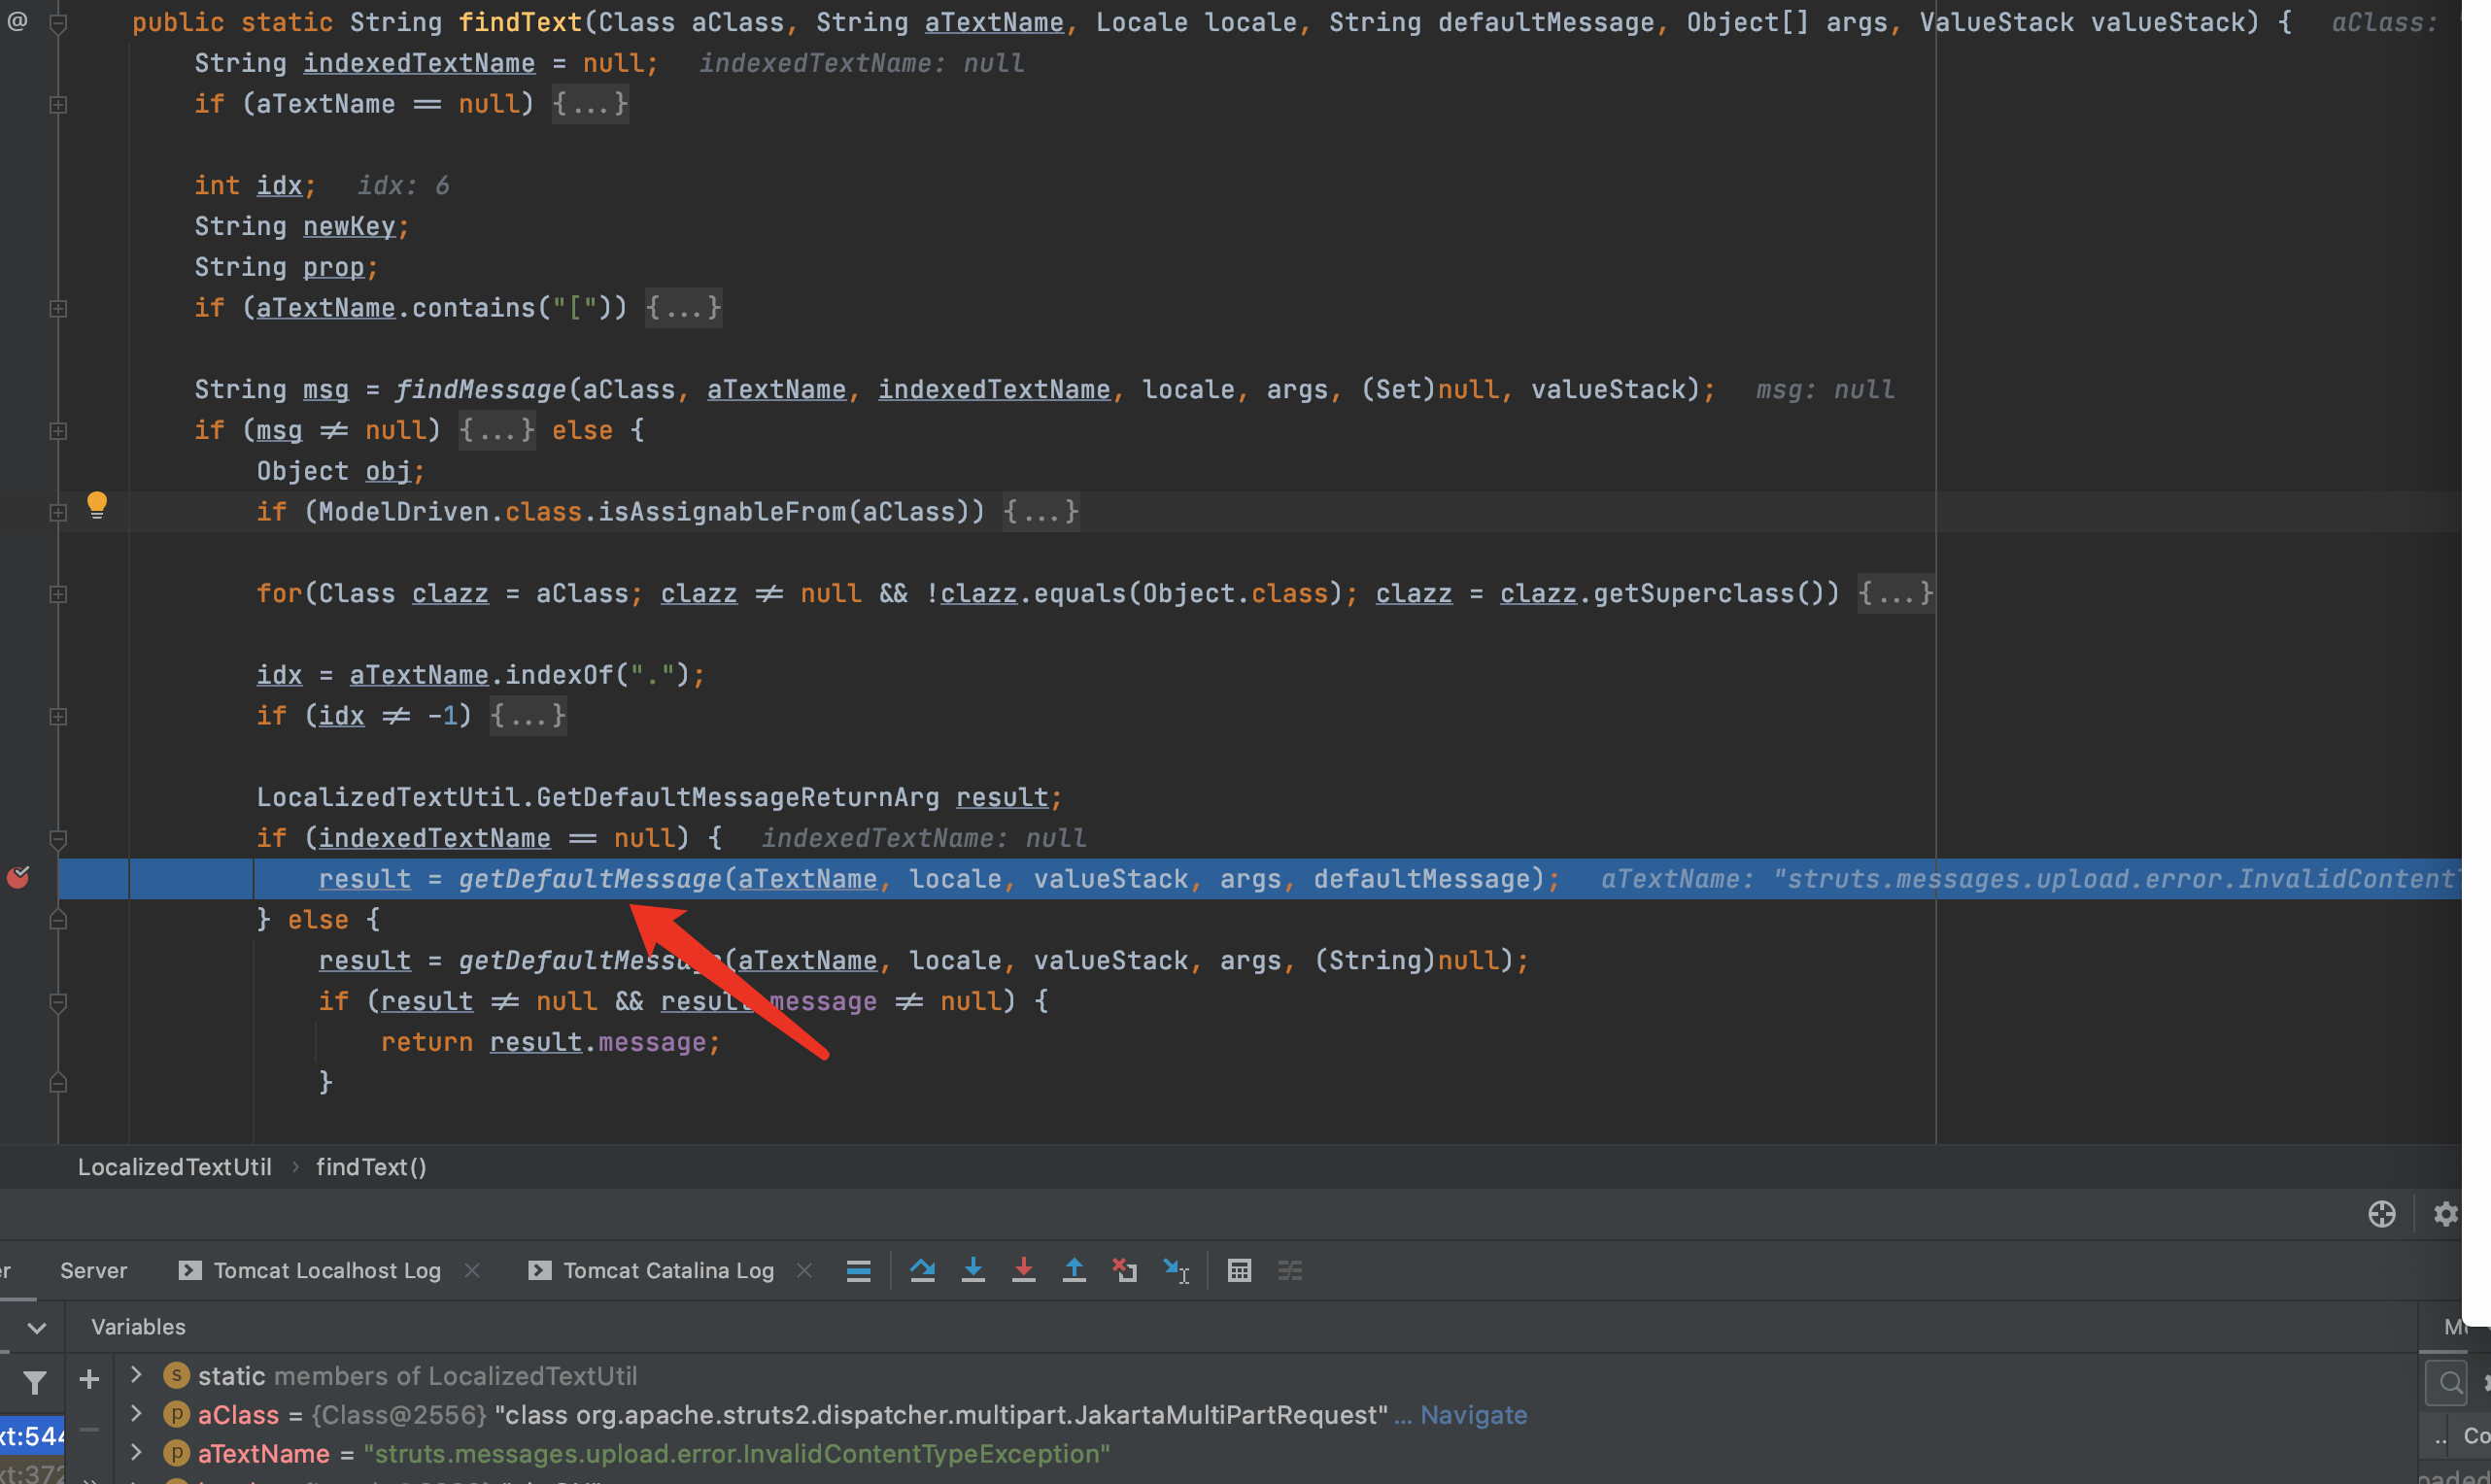 @ public static String findText(Class aClass, String aTextName, Locale locale, String defaultMessage, Object[] args, ValueStack valueStack) { aClass:
String indexedTextName = null; indexedTextName: null
if (aTextName == null) {...}
int idx; idx: 6
String newKey;
String prop;
if (aTextName.contains("[")) {...}
String msg = findMessage(aClass, aTextName, indexedTextName, locale, args, (Set)null, valueStack); msg: null
if (msg != null) {...} else {
Object obj;
if (ModelDriven.class.isAssignableFrom(aClass)) {...}
for(Class clazz = aClass; clazz != null && !clazz.equals(Object.class); clazz = clazz.getSuperclass()) {...}
idx = aTextName.indexOf(".");
if (idx != -1) {...}
LocalizedTextUtil.GetDefaultMessageReturnArg result;
if (indexedTextName == null) { indexedTextName: null
result = getDefaultMessage(aTextName, locale, valueStack, args, defaultMessage); aTextName: "struts.messages.upload.error.InvalidContent
} else {
result = getDefaultMessage(aTextName, locale, valueStack, args, (String)null);
if (result != null && result.message != null) {
return result.message;
}
LocalizedTextUtil › findText()
er Server Tomcat Localhost Log Tomcat Catalina Log
Variables
s static members of LocalizedTextUtil
p aClass = {Class@2556} "class org.apache.struts2.dispatcher.multipart.JakartaMultiPartRequest" ... Navigate
xt:544
.. Co
p aTextName = "struts.messages.upload.error.InvalidContentTypeException"
xt:372